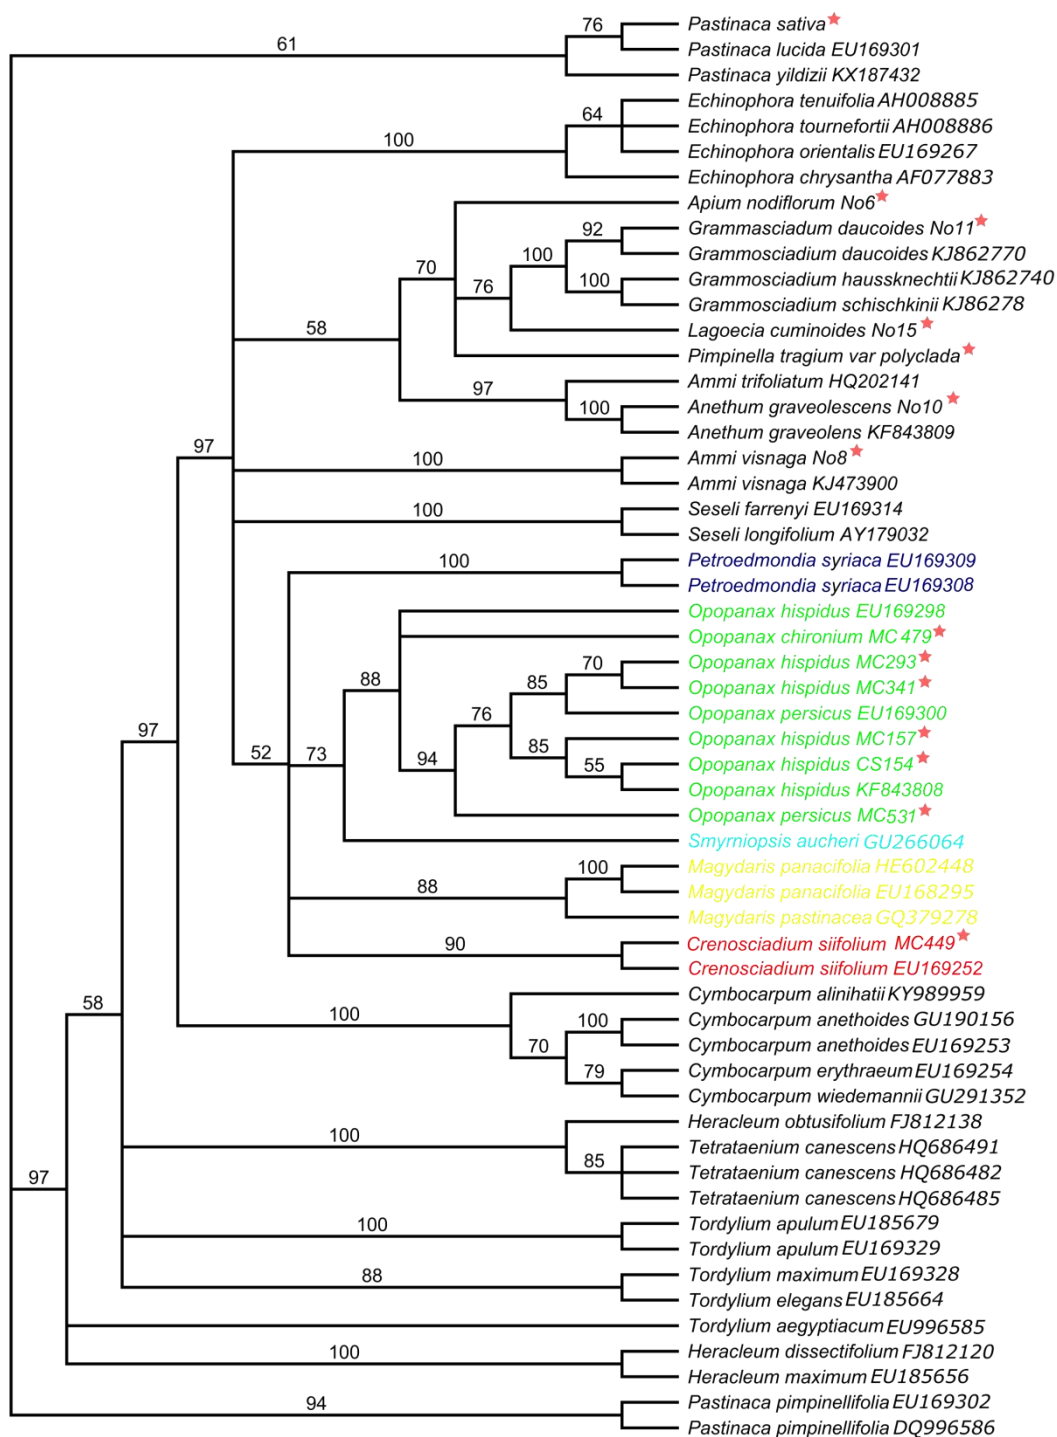 76
Pastinaca sativa
61
Pastinaca lucida EU169301
Pastinaca yildizii KX187432
Echinophora tenuifolia AH008885
64
Echinophora tournefortii AH008886
100
Echinophora orientalis EU169267
Echinophora chrysantha AF077883
Apium nodiflorum No6
92
Grammasciadum daucoides No11
100
Grammosciadium daucoides KJ862770
70
Grammosciadium haussknechtii KJ862740
76
100
Grammosciadium schischkinii KJ86278
58
Lagoecia cuminoides No15
Pimpinella tragium var polyclada
97
Ammi trifoliatum HQ202141
100
Anethum graveolescens No10
Anethum graveolens KF843809
97
100
Ammi visnaga No8
Ammi visnaga KJ473900
100
Seseli farrenyi EU169314
Seseli longifolium AY179032
100
Petroedmondia syriaca EU169309
Petroedmondia syriaca EU169308
Opopanax hispidus EU169298
Opopanax chironium MC479
70
Opopanax hispidus MC293
88
85
Opopanax hispidus MC341
Opopanax persicus EU169300
97
76
Opopanax hispidus MC157
52
73
94
85
55
Opopanax hispidus CS154
Opopanax hispidus KF843808
Opopanax persicus MC531
Smyrniopsis aucheri GU266064
100
Magydaris panacifolia HE602448
88
Magydaris panacifolia EU168295
Magydaris pastinacea GQ379278
90
Crenosciadium siifolium MC449
Crenosciadium siifolium EU169252
58
Cymbocarpum alinihatii KY989959
100
100
Cymbocarpum anethoides GU190156
70
Cymbocarpum anethoides EU169253
79
Cymbocarpum erythraeum EU169254
Cymbocarpum wiedemannii GU291352
Heracleum obtusifolium FJ812138
100
Tetrataenium canescens HQ686491
97
85
Tetrataenium canescens HQ686482
Tetrataenium canescens HQ686485
100
Tordylium apulum EU185679
Tordylium apulum EU169329
88
Tordylium maximum EU169328
Tordylium elegans EU185664
Tordylium aegyptiacum EU996585
100
Heracleum dissectifolium FJ812120
Heracleum maximum EU185656
94
Pastinaca pimpinellifolia EU169302
Pastinaca pimpinellifolia DQ996586